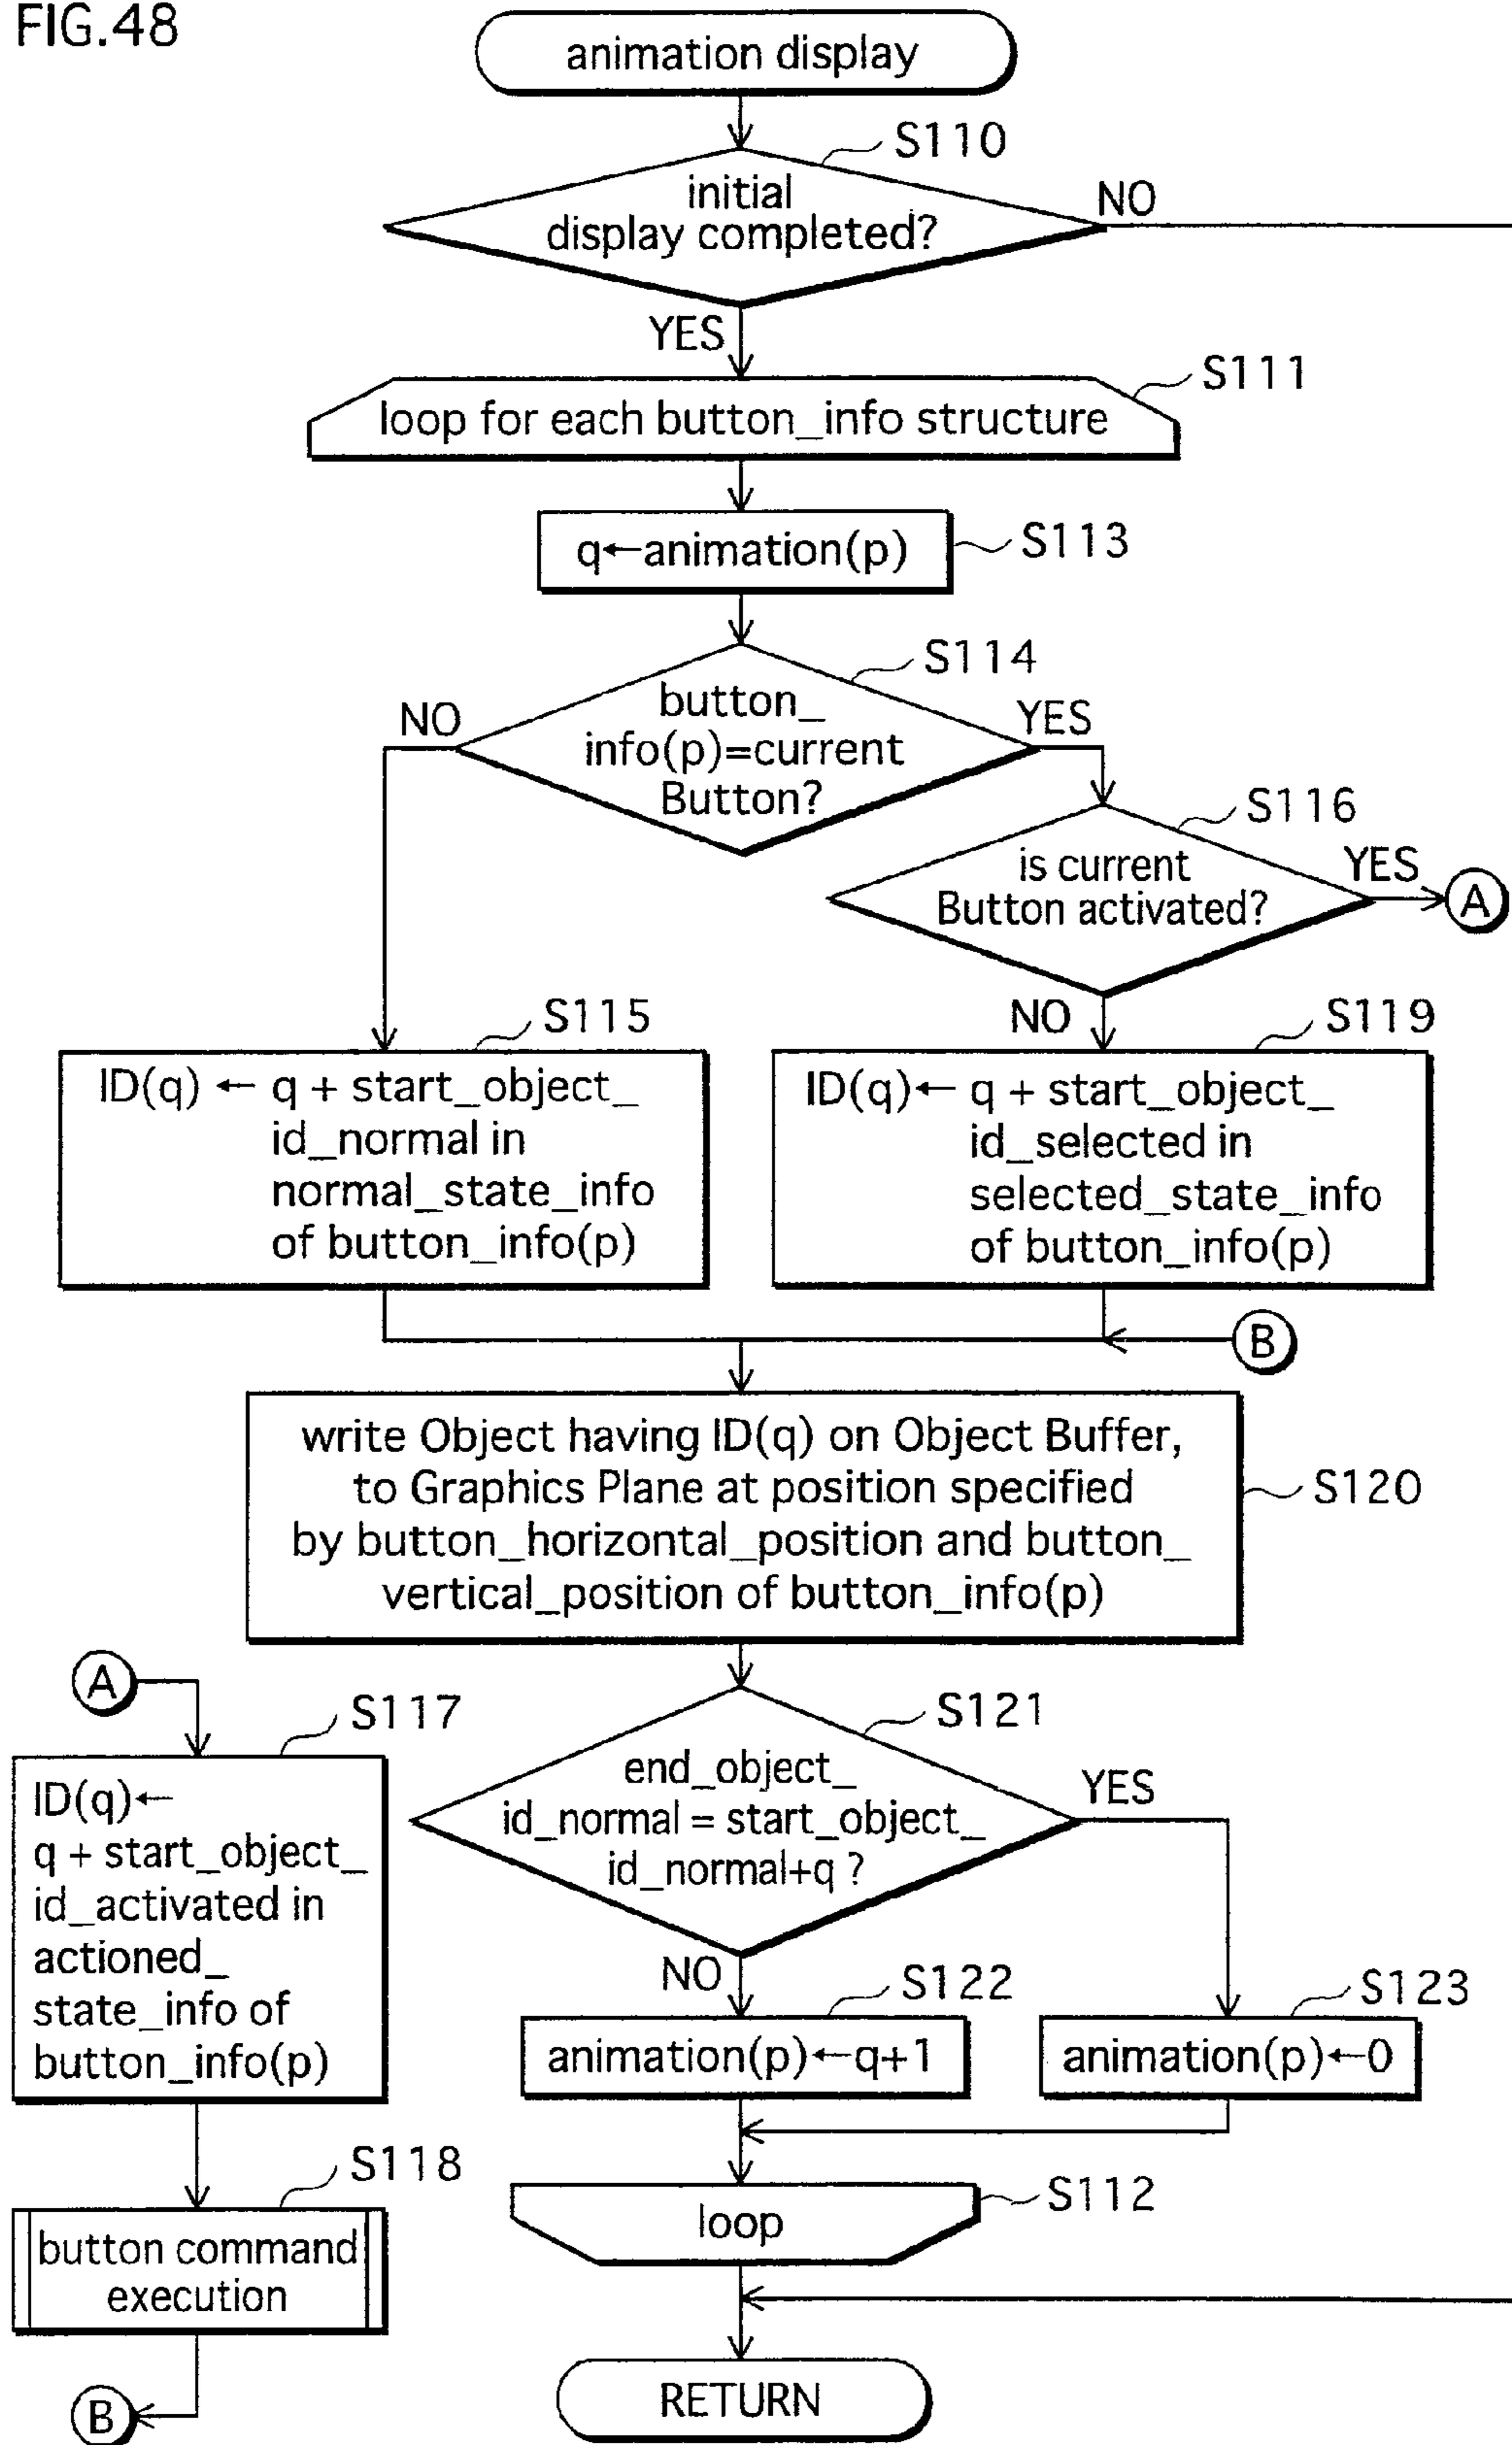 FIG.48
animation display
S110
initial
display completed?
NO
YES
S111
loop for each button_info structure
q←animation(p)
S113
S114
button_
info(p)=current
Button?
NO
YES
S116
is current
Button activated?
YES
A
NO
S115
ID(q) ← q + start_object_
id_normal in
normal_state_info
of button_info(p)
S119
ID(q)← q + start_object_
id_selected in
selected_state_info
of button_info(p)
B
write Object having ID(q) on Object Buffer,
to Graphics Plane at position specified
by button_horizontal_position and button_
vertical_position of button_info(p)
S120
A
S117
ID(q)←
q + start_object_
id_activated in
actioned_
state_info of
button_info(p)
S118
button command
execution
B
S121
end_object_
id_normal = start_object_
id_normal+q ?
YES
NO
S122
animation(p)←q+1
S123
animation(p)←0
loop
S112
RETURN